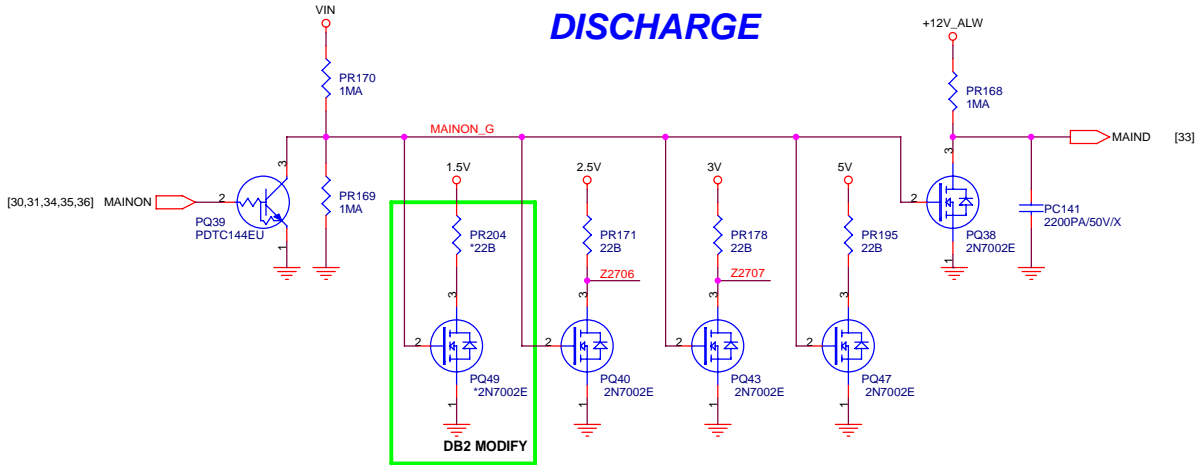 DISCHARGE
VIN
+12V_ALW
PR170
1MA
PR168
1MA
MAINON_G
MAIND
[33]
3
3
1.5V
2.5V
3V
5V
[30,31,34,35,36]
MAINON
2
PR169
1MA
2
PC141
2200PA/50V/X
PQ39
PDTC144EU
PQ38
2N7002E
1
1
PR204
*22B
PR171
22B
PR178
22B
PR195
22B
Z2706
Z2707
3
3
3
3
2
2
2
2
PQ49
*2N7002E
PQ40
2N7002E
PQ43
2N7002E
PQ47
2N7002E
1
1
1
1
DB2 MODIFY